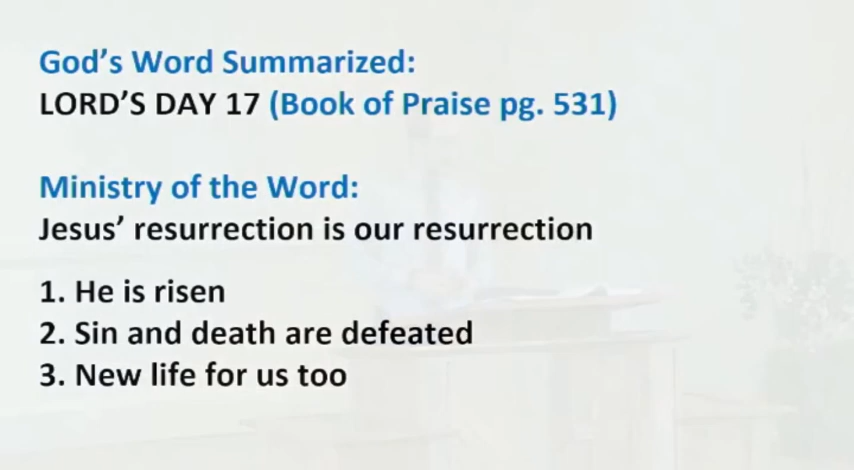 God’s Word Summarized:
LORD’S DAY 17 (Book of Praise pg. 531)
Ministry of the Word:
Jesus’ resurrection is our resurrection
1. He is risen
2. Sin and death are defeated
3. New life for us too